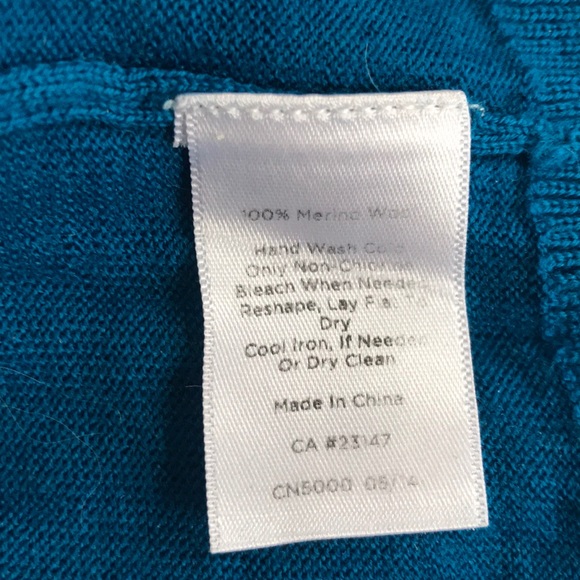 100% Merino Wool
Hand Wash Cold
Only Non-Chlorine
Bleach When Needed
Reshape, Lay Flat To
Dry
Cool Iron, If Needed
Or Dry Clean
Made In China
CA #23147
CN5000 05/14